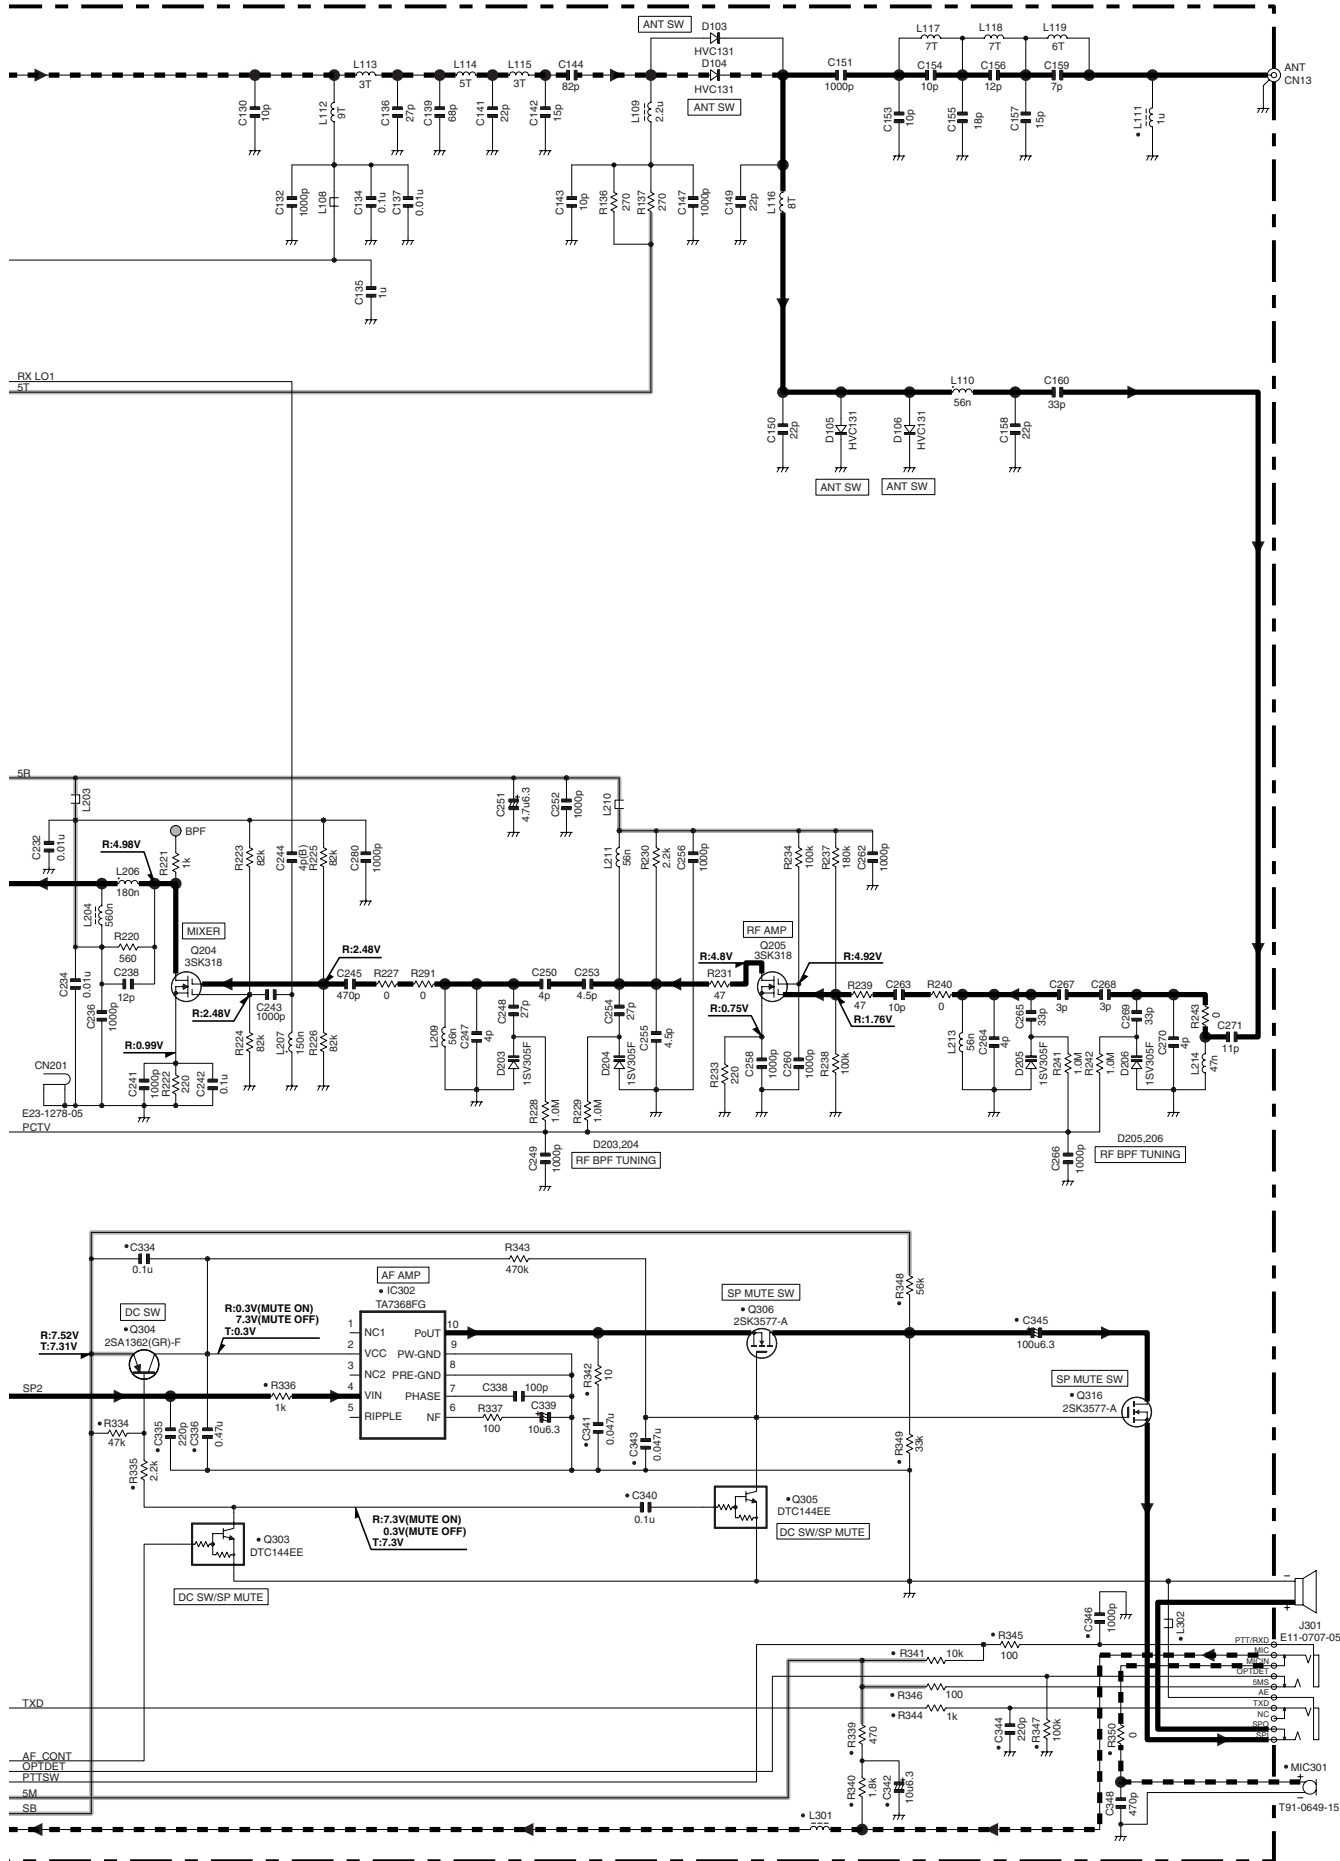 ANT SW
D103
HVC131
D104
HVC131
ANT SW
L113
3T
L114
5T
L115
3T
C144
82p
C151
1000p
L117
7T
L118
7T
L119
6T
C154
10p
C156
12p
C159
7p
ANT
CN13
C130
10p
L112
9T
C136
27p
C139
68p
C141
22p
C142
15p
L109
2.2u
C153
10p
C155
18p
C157
15p
• L111
1u
C132
1000p
L108
C134
0.1u
C137
0.01u
C143
10p
R136
270
R137
270
C147
1000p
C149
22p
L116
8T
C135
1u
RX LO1
5T
L110
56n
C160
33p
C150
22p
D105
HVC131
D106
HVC131
C158
22p
ANT SW
ANT SW
5R
L203
C251
4.7u6.3
C252
1000p
L210
BPF
C232
0.01u
R:4.98V
R221
1k
R223
82k
C244
4p(B)
R225
82k
C280
1000p
L211
56n
R230
2.2k
C256
1000p
R234
100k
R237
180k
C262
1000p
L206
180n
L204
560n
R220
560
C238
12p
C234
0.01u
C236
1000p
MIXER
Q204
3SK318
R:2.48V
C245
470p
R227
0
R291
0
C250
4p
C253
4.5p
R231
47
R:4.8V
RF AMP
Q205
3SK318
R:4.92V
R239
47
C263
10p
R240
0
C267
3p
C268
3p
R243
0
C271
11p
C243
1000p
R:2.48V
R224
82k
L207
150n
R226
82k
L209
56n
C247
4p
C248
27p
D203
1SV305F
C254
27p
D204
1SV305F
C255
4.5p
R:0.75V
R:1.76V
R233
220
C258
1000p
C260
1000p
R238
100k
L213
56n
C264
4p
C265
33p
D205
1SV305F
R241
1.0M
R242
1.0M
C269
33p
D206
1SV305F
C270
4p
L214
47n
R:0.99V
CN201
E23-1278-05
C241
1000p
R222
220
C242
0.1u
PCTV
R228
1.0M
R229
1.0M
C249
1000p
D203,204
RF BPF TUNING
C266
1000p
D205,206
RF BPF TUNING
• C334
0.1u
R343
470k
AF AMP
• IC302
TA7368FG
1
NC1
PoUT
10
2
VCC
PW-GND
9
3
NC2
PRE-GND
8
4
VIN
PHASE
7
5
RIPPLE
NF
6
DC SW
• Q304
2SA1362(GR)-F
R:0.3V(MUTE ON)
7.3V(MUTE OFF)
T:0.3V
R:7.52V
T:7.31V
SP MUTE SW
• Q306
2SK3577-A
• R348
56k
• C345
100u6.3
SP MUTE SW
• Q316
2SK3577-A
SP2
• R336
1k
C338
100p
R337
100
C339
10u6.3
• R342
10
• C341
0.047u
• C343
0.047u
• R349
33k
• R334
47k
• C335
220p
• C336
0.47u
• R335
2.2k
• C340
0.1u
• Q305
DTC144EE
DC SW/SP MUTE
R:7.3V(MUTE ON)
0.3V(MUTE OFF)
T:7.3V
• Q303
DTC144EE
DC SW/SP MUTE
• C346
1000p
• L302
J301
E11-0707-05
PTT/RXD
MIC
MICIN
OPTDET
5MS
AE
TXD
NC
SPO
SPI
• R345
100
• R341
10k
• R346
100
• R344
1k
TXD
• R339
470
• C344
220p
• R347
100k
• R350
0
AF CONT
OPTDET
PTTSW
5M
SB
• R340
1.8k
• C342
10u6.3
C348
470p
• MIC301
T91-0649-15
• L301